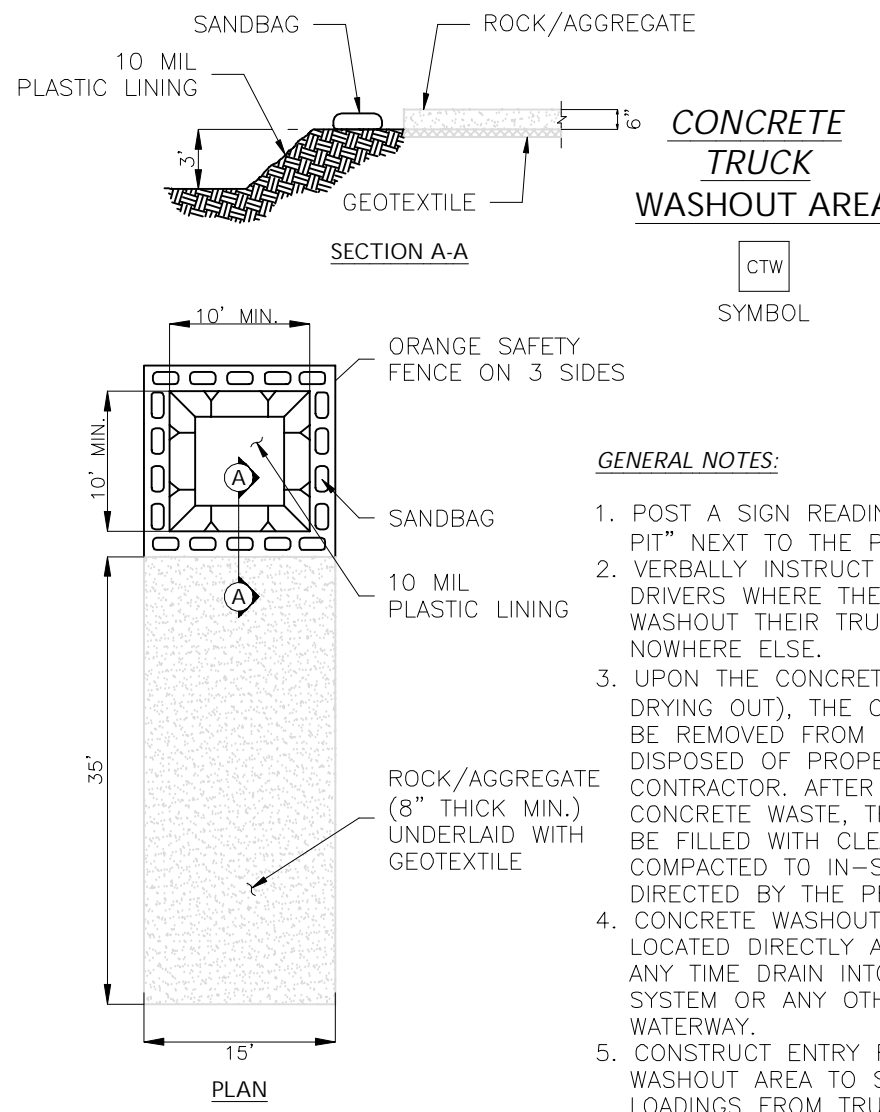 SANDBAG
ROCK/AGGREGATE
10 MIL
PLASTIC LINING
3'
6"
GEOTEXTILE
SECTION A-A
CONCRETE
TRUCK
WASHOUT AREA
CTW
SYMBOL
10' MIN.
ORANGE SAFETY
FENCE ON 3 SIDES
10' MIN.
A
SANDBAG
A
10 MIL
PLASTIC LINING
35'
ROCK/AGGREGATE
(8" THICK MIN.)
UNDERLAID WITH
GEOTEXTILE
15'
PLAN
GENERAL NOTES:
1. POST A SIGN READIN
PIT" NEXT TO THE P
2. VERBALLY INSTRUCT
DRIVERS WHERE THE
WASHOUT THEIR TRU
NOWHERE ELSE.
3. UPON THE CONCRET
DRYING OUT), THE C
BE REMOVED FROM
DISPOSED OF PROPE
CONTRACTOR. AFTER
CONCRETE WASTE, T
BE FILLED WITH CLEA
COMPACTED TO IN-S
DIRECTED BY THE PR
4. CONCRETE WASHOUT
LOCATED DIRECTLY A
ANY TIME DRAIN INTO
SYSTEM OR ANY OTH
WATERWAY.
5. CONSTRUCT ENTRY
WASHOUT AREA TO S
LOADINGS FROM TRU